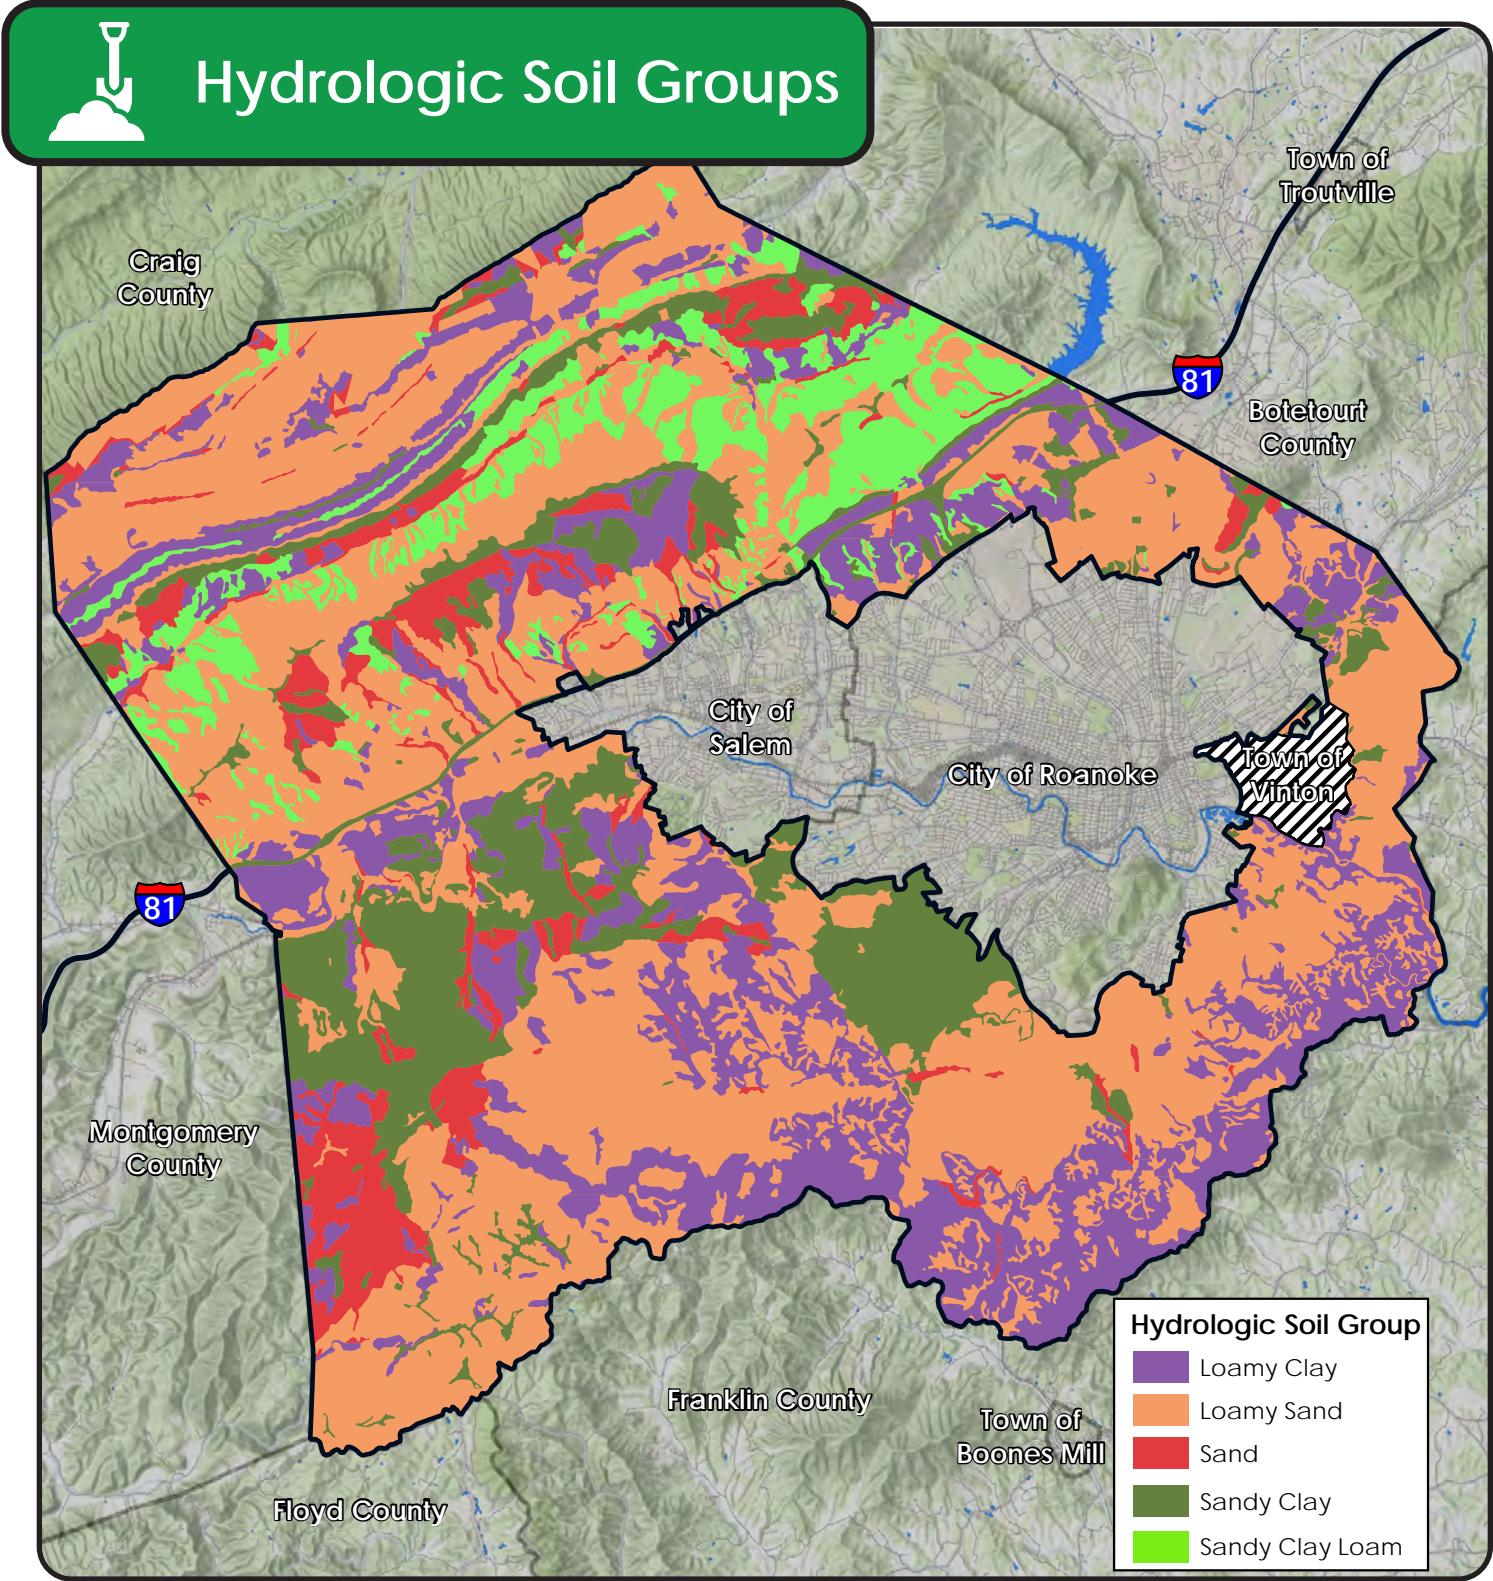 Hydrologic Soil Groups
Town of
Troutville
Craig
County
81
Botetourt
County
City of
Salem
City of Roanoke
Town of
Vinton
81
Montgomery
County
Franklin County
Town of
Boones Mill
Floyd County
Hydrologic Soil Group
Loamy Clay
Loamy Sand
Sand
Sandy Clay
Sandy Clay Loam